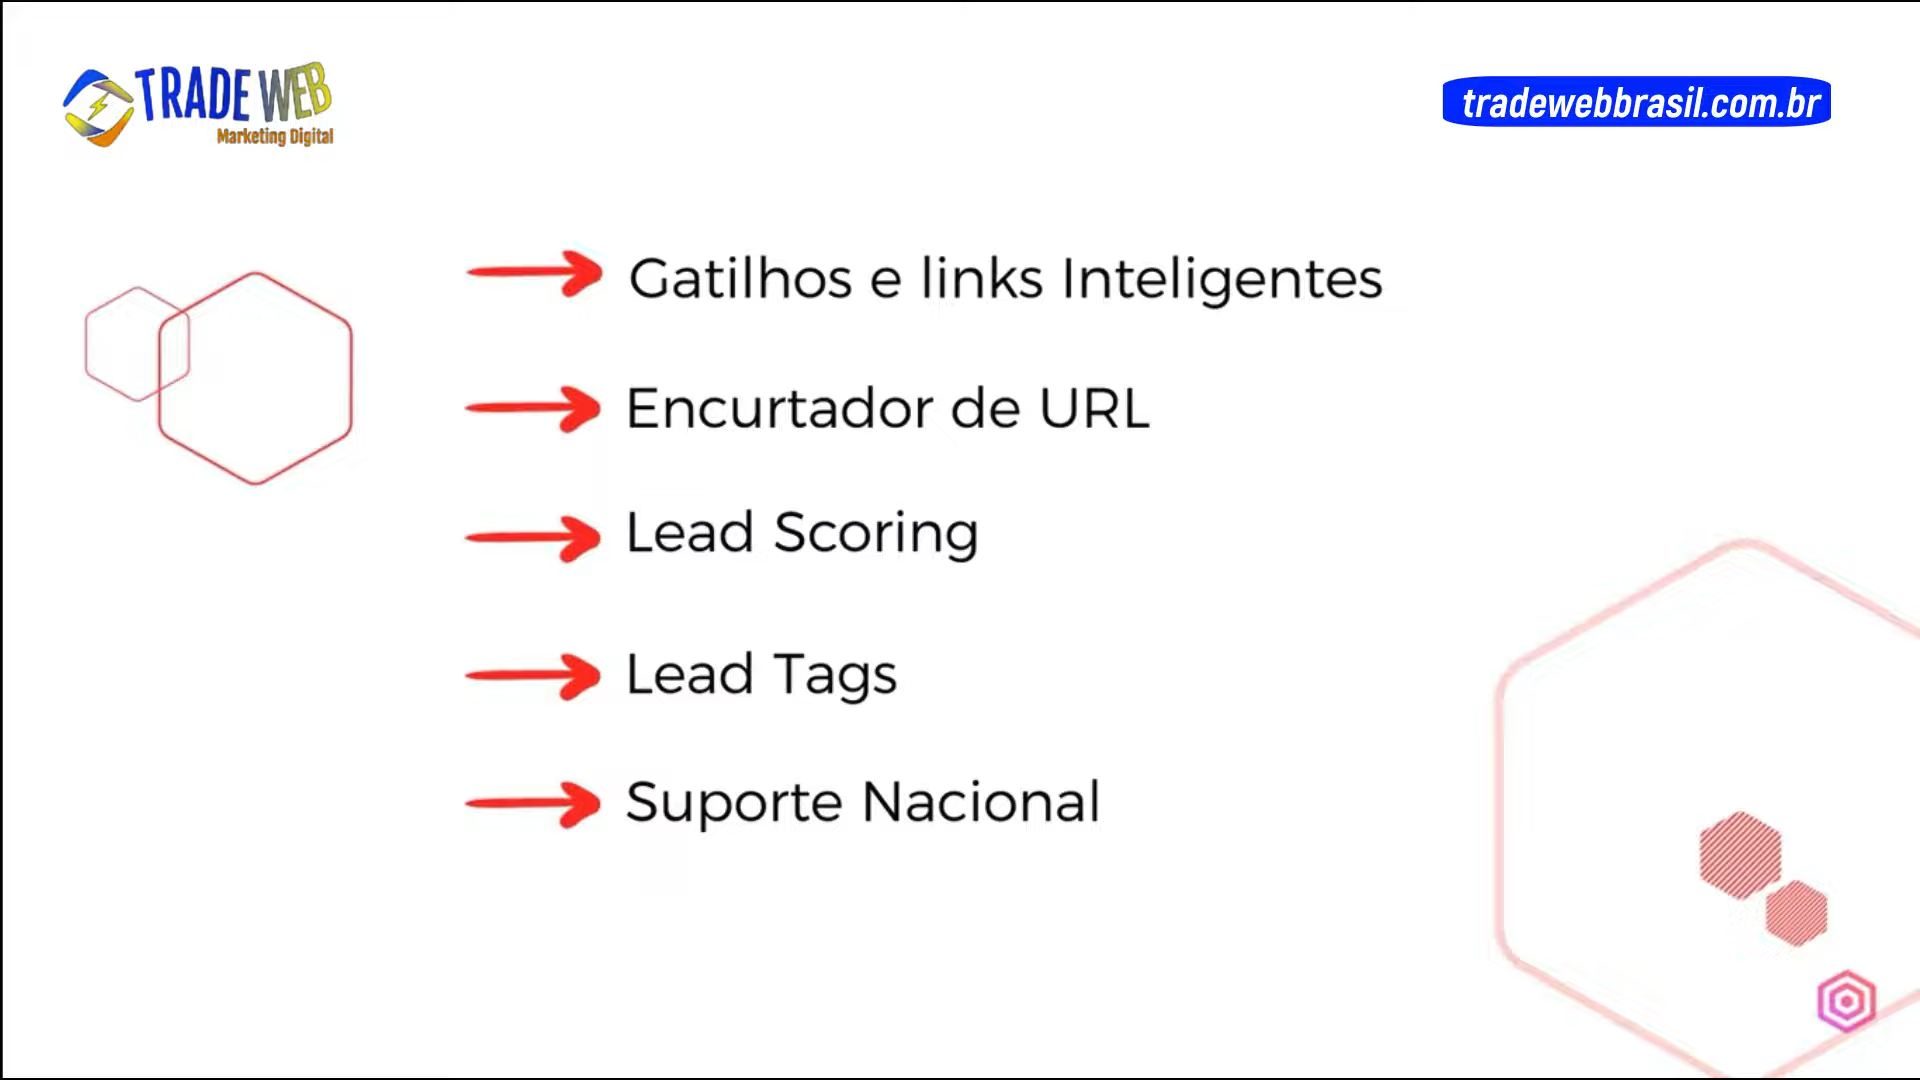 TRADE WEB
Marketing Digital
tradewebbrasil.com.br
Gatilhos e links Inteligentes
Encurtador de URL
Lead Scoring
Lead Tags
Suporte Nacional